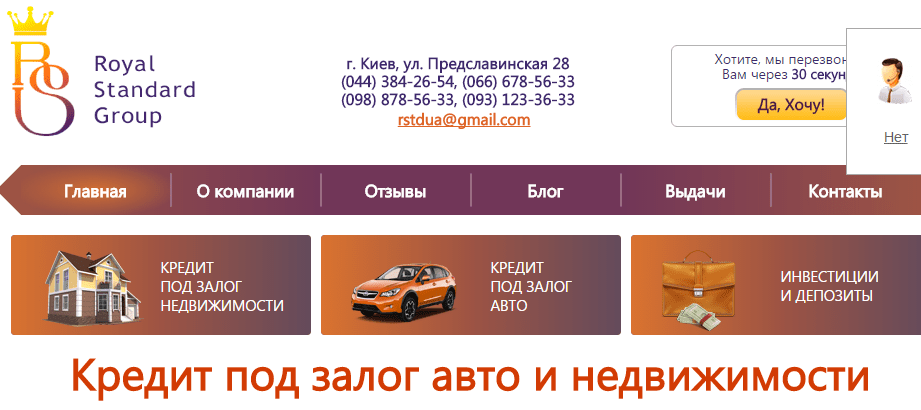 Royal
Standard
Group
г. Киев, ул. Предславинская 28
(044) 384-26-54, (066) 678-56-33
(098) 878-56-33, (093) 123-36-33
rstdua@gmail.com
Хотите, мы перезвон
Вам через 30 секун
Да, Хочу!
Нет
Главная
О компании
Отзывы
Блог
Выдачи
Контакты
КРЕДИТ
ПОД ЗАЛОГ
НЕДВИЖИМОСТИ
КРЕДИТ
ПОД ЗАЛОГ
АВТО
ИНВЕСТИЦИИ
И ДЕПОЗИТЫ
Кредит под залог авто и недвижимости